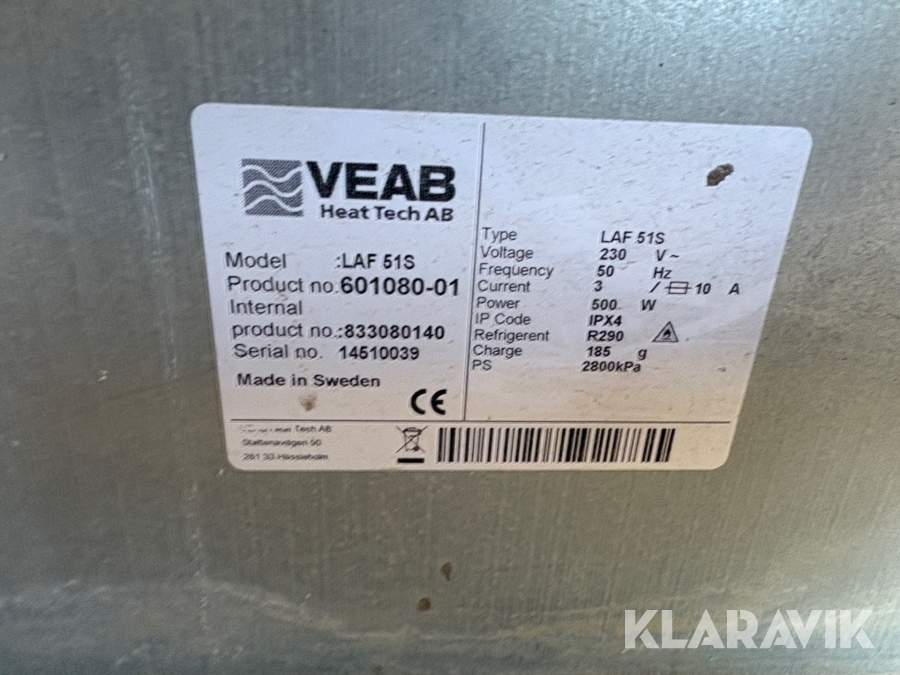 VEAB
Heat Tech AB
Model :LAF 51S
Product no.601080-01
Internal
product no.:833080140
Serial no. 14510039
Made in Sweden
CE
Type LAF 51S
Voltage 230 V~
Frequency 50 Hz
Current 3 / 10 A
Power 500 W
IP Code IPX4
Refrigerent R290
Charge 185 g
PS 2800kPa
Tech AB
Stattenavägen 50
281 33 Hässleholm
KLARAVIK